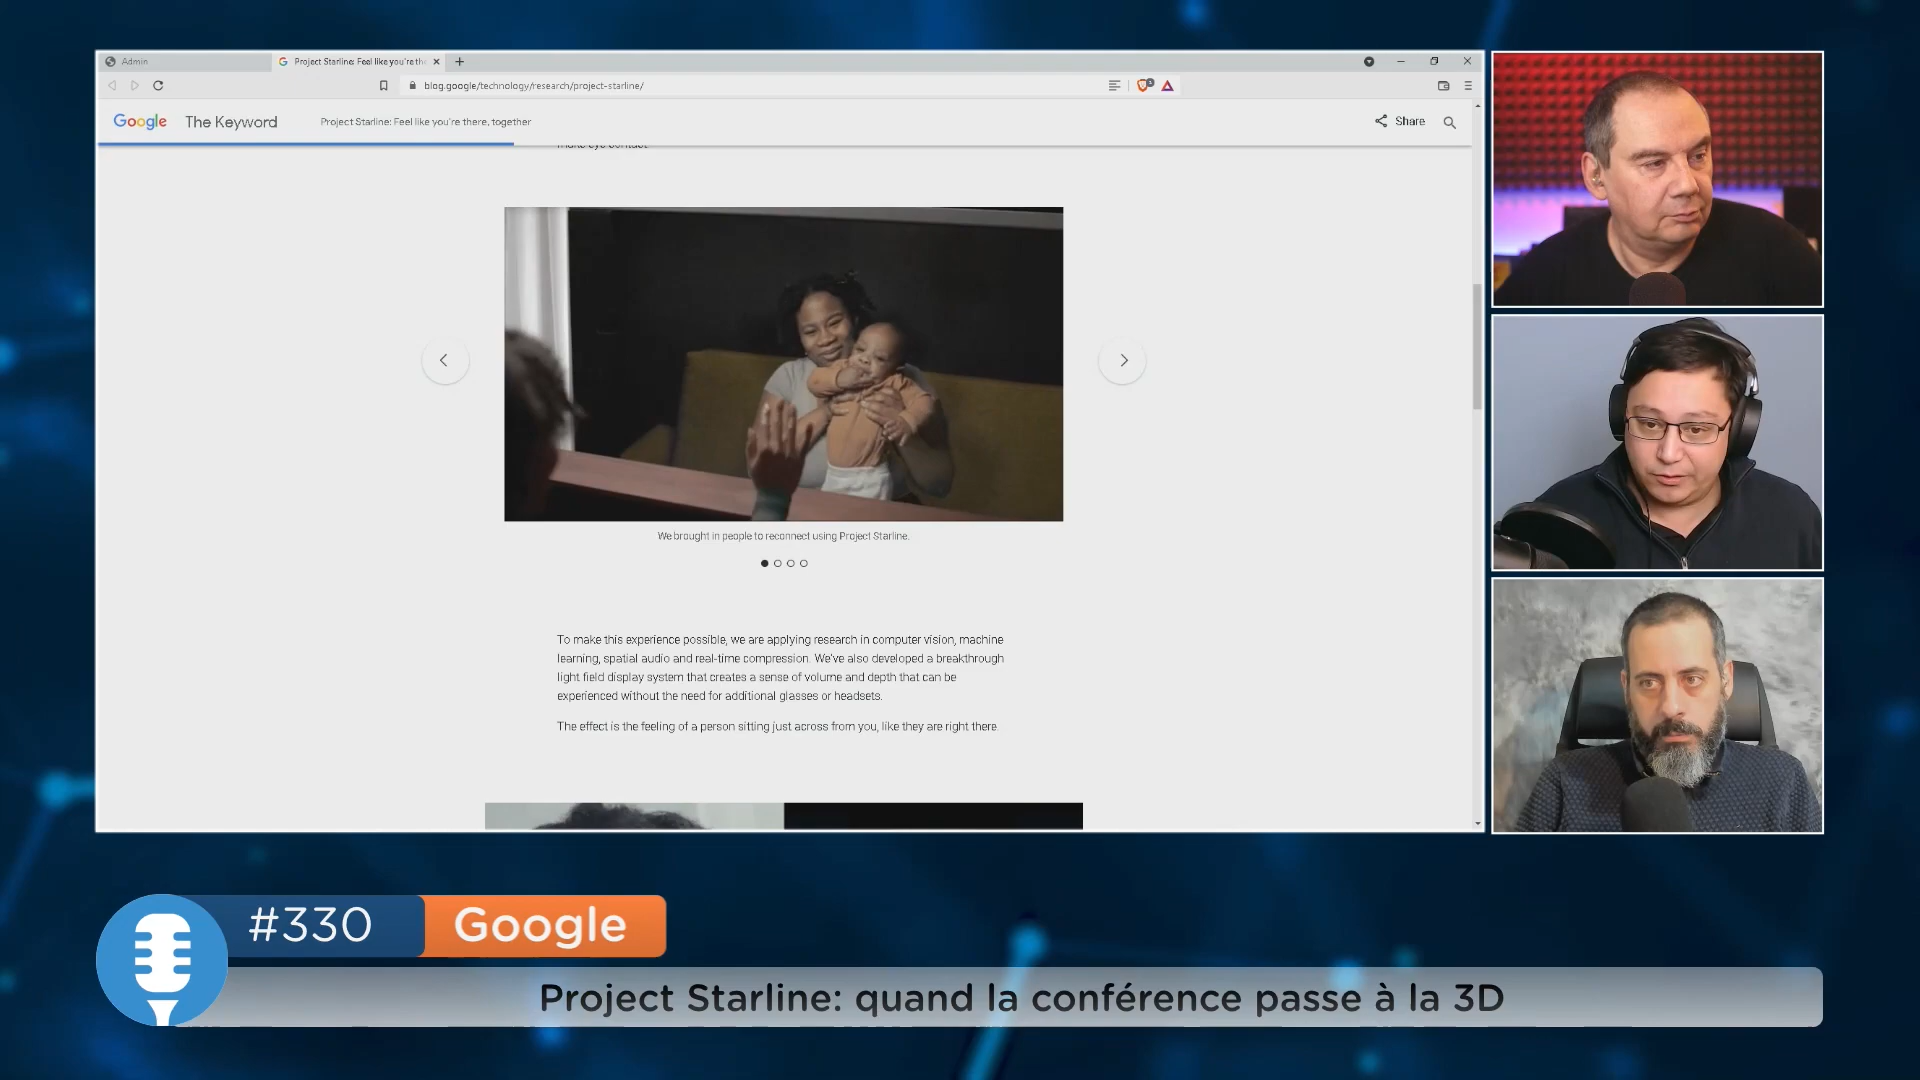 Admin
Project Starline: Feel like you're th
blog.google/technology/research/project-starline/
Google The Keyword Project Starline: Feel like you're there, together Share
make eye contact.
We brought in people to reconnect using Project Starline.
To make this experience possible, we are applying research in computer vision, machine
learning, spatial audio and real-time compression. We've also developed a breakthrough
light field display system that creates a sense of volume and depth that can be
experienced without the need for additional glasses or headsets.
The effect is the feeling of a person sitting just across from you, like they are right there.
#330 Google
Project Starline: quand la conférence passe à la 3D